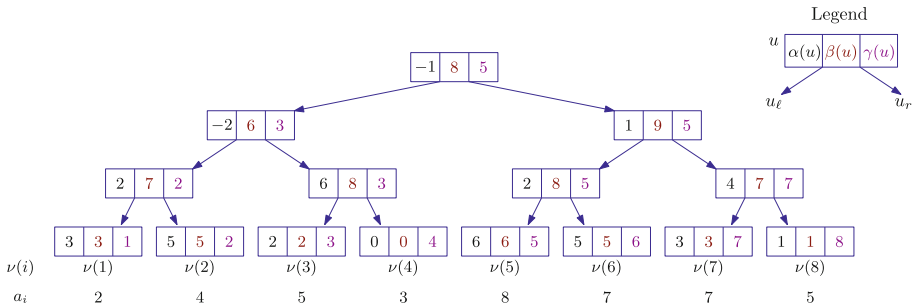 Legend
u α(u) β(u) γ(u)
uℓ ur
−1 8 5
−2 6 3 1 9 5
2 7 2 6 8 3 2 8 5 4 7 7
3 3 1 5 5 2 2 2 3 0 0 4 6 6 5 5 5 6 3 3 7 1 1 8
ν(i) ν(1) ν(2) ν(3) ν(4) ν(5) ν(6) ν(7) ν(8)
ai 2 4 5 3 8 7 7 5